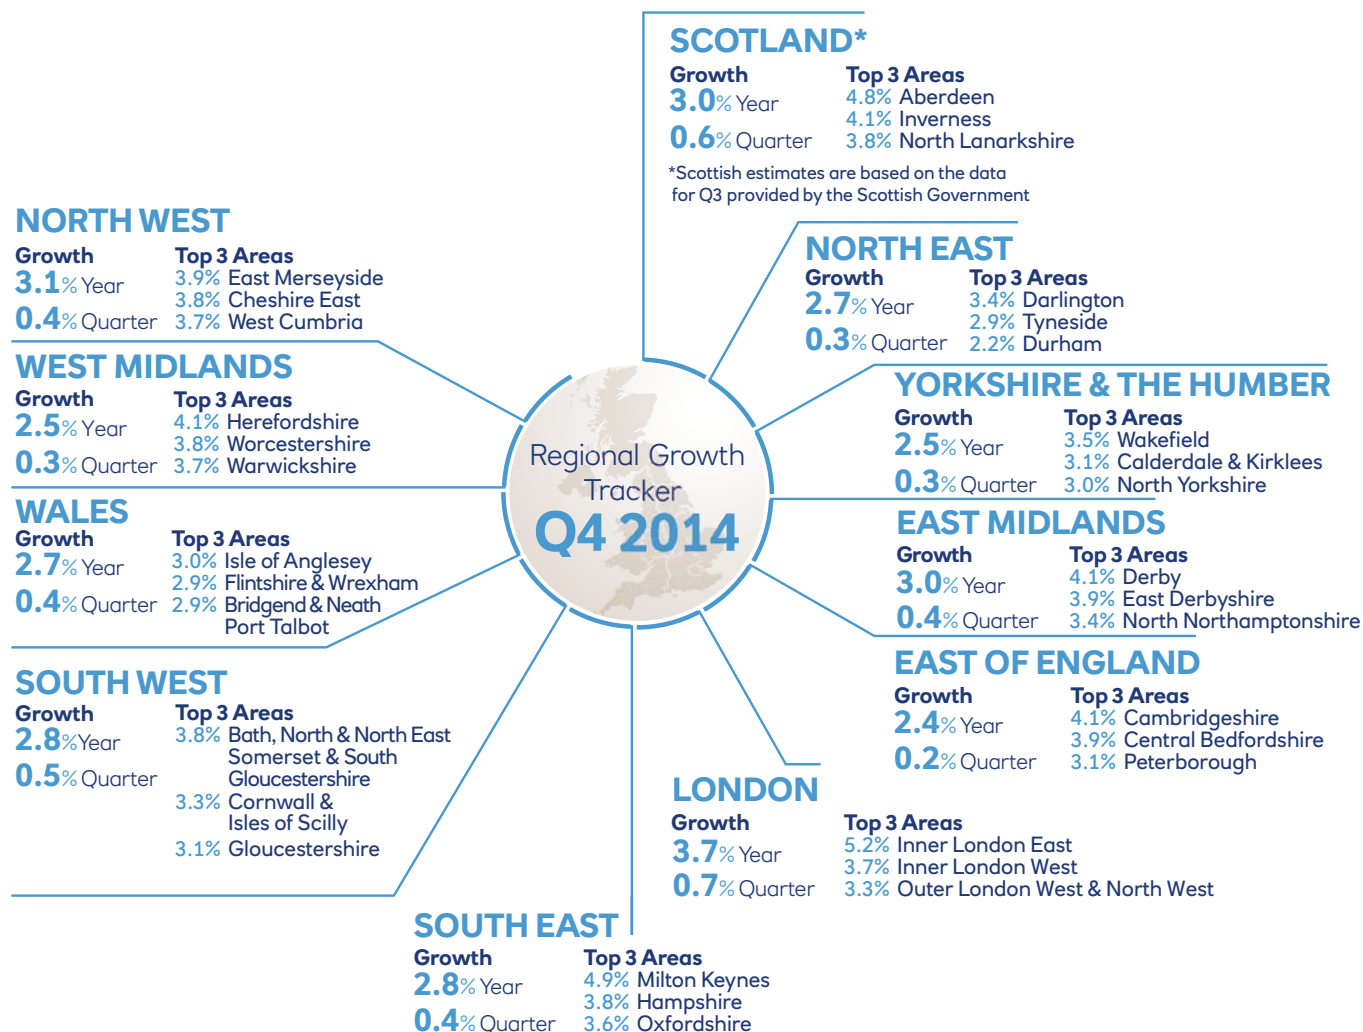 SCOTLAND*
Growth
3.0% Year
0.6% Quarter
Top 3 Areas
4.8% Aberdeen
4.1% Inverness
3.8% North Lanarkshire
*Scottish estimates are based on the data
for Q3 provided by the Scottish Government
NORTH WEST
Growth
3.1% Year
0.4% Quarter
Top 3 Areas
3.9% East Merseyside
3.8% Cheshire East
3.7% West Cumbria
NORTH EAST
Growth
2.7% Year
0.3% Quarter
Top 3 Areas
3.4% Darlington
2.9% Tyneside
2.2% Durham
WEST MIDLANDS
Growth
2.5% Year
0.3% Quarter
Top 3 Areas
4.1% Herefordshire
3.8% Worcestershire
3.7% Warwickshire
YORKSHIRE & THE HUMBER
Growth
2.5% Year
0.3% Quarter
Top 3 Areas
3.5% Wakefield
3.1% Calderdale & Kirklees
3.0% North Yorkshire
Regional Growth
Tracker
Q4 2014
WALES
Growth
2.7% Year
0.4% Quarter
Top 3 Areas
3.0% Isle of Anglesey
2.9% Flintshire & Wrexham
2.9% Bridgend & Neath
Port Talbot
EAST MIDLANDS
Growth
3.0% Year
0.4% Quarter
Top 3 Areas
4.1% Derby
3.9% East Derbyshire
3.4% North Northamptonshire
SOUTH WEST
Growth
2.8% Year
0.5% Quarter
Top 3 Areas
3.8% Bath, North & North East
Somerset & South
Gloucestershire
3.3% Cornwall &
Isles of Scilly
3.1% Gloucestershire
EAST OF ENGLAND
Growth
2.4% Year
0.2% Quarter
Top 3 Areas
4.1% Cambridgeshire
3.9% Central Bedfordshire
3.1% Peterborough
LONDON
Growth
3.7% Year
0.7% Quarter
Top 3 Areas
5.2% Inner London East
3.7% Inner London West
3.3% Outer London West & North West
SOUTH EAST
Growth
2.8% Year
0.4% Quarter
Top 3 Areas
4.9% Milton Keynes
3.8% Hampshire
3.6% Oxfordshire